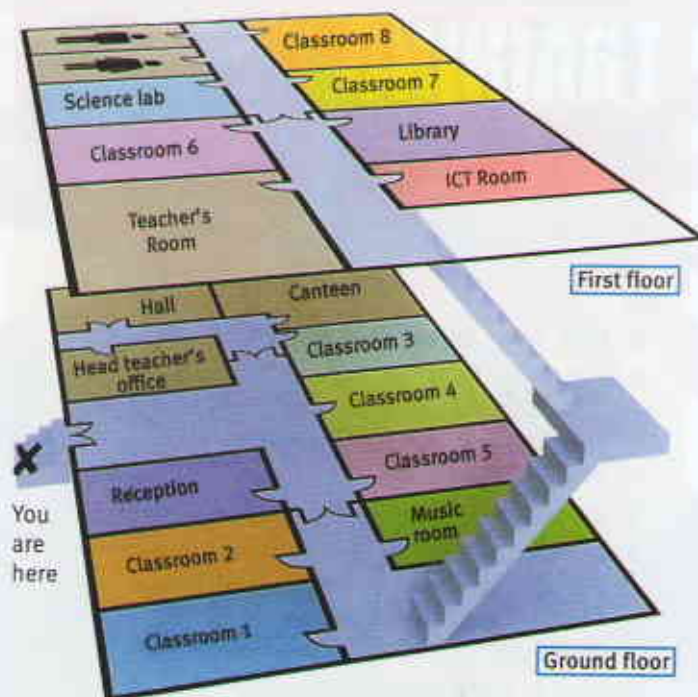 Classroom 8
Classroom 7
Science lab
Library
Classroom 6
ICT Room
Teacher's
Room
First floor
Hall
Canteen
Classroom 3
Head teacher's
office
Classroom 4
Classroom 5
Reception
Music
room
You
are
here
Classroom 2
Classroom 1
Ground floor